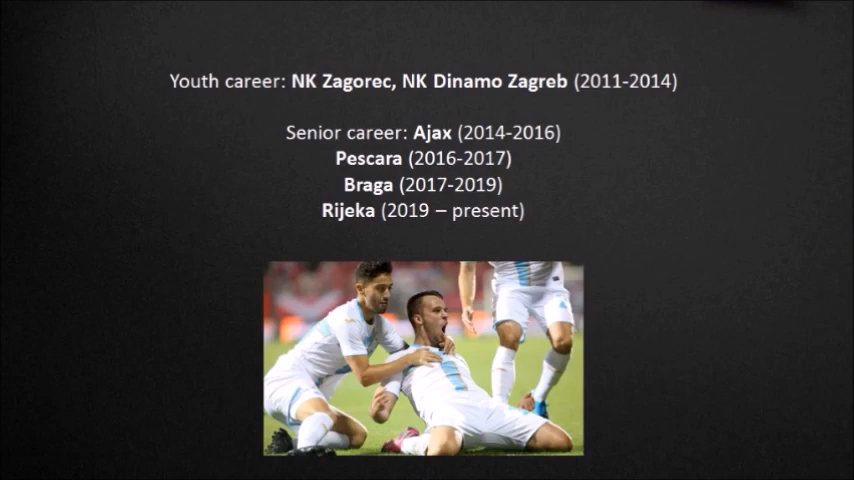 Youth career: NK Zagorec, NK Dinamo Zagreb (2011-2014)
Senior career: Ajax (2014-2016)
Pescara (2016-2017)
Braga (2017-2019)
Rijeka (2019 – present)